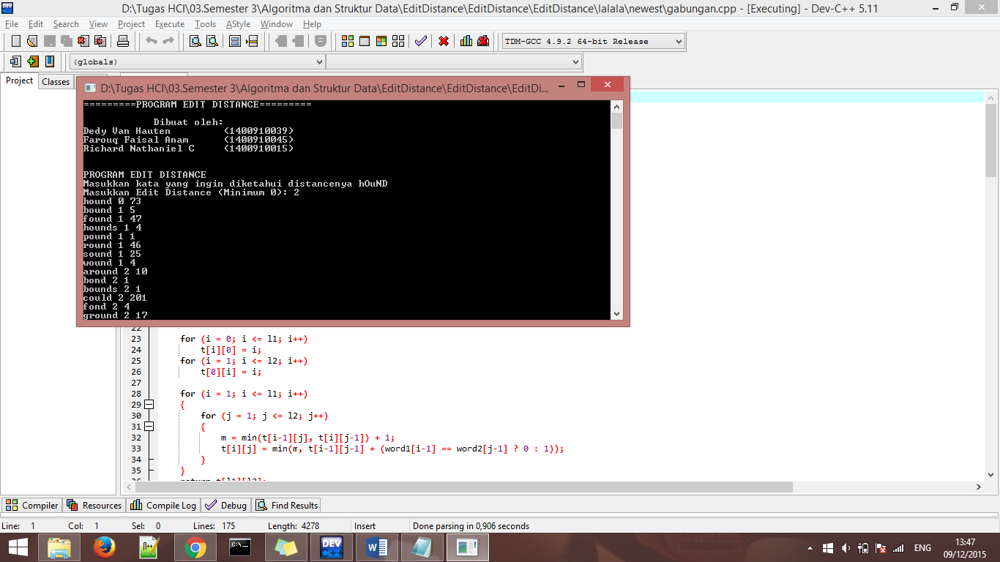 D:\Tugas HCI\03.Semester 3\Algoritma dan Struktur Data\EditDistance\EditDistance\EditDistance\lalala\newest\gabungan.cpp - [Executing] - Dev-C++ 5.11
File Edit Search View Project Execute Tools AStyle Window Help
TDM-GCC 4.9.2 64-bit Release
(globals)
Project Classes
D:\Tugas HCI\03.Semester 3\Algoritma dan Struktur Data\EditDistance\EditDistance\EditDi...
=========PROGRAM EDIT DISTANCE=========
Dibuat oleh:
Dedy Van Hauten (1400910039)
Farouq Faisal Anam (1400910045)
Richard Nathaniel C (1400910015)
PROGRAM EDIT DISTANCE
Masukkan kata yang ingin diketahui distancenya hOuND
Masukkan Edit Distance (Minimum 0): 2
hound 0 73
bound 1 5
found 1 47
hounds 1 4
pound 1 1
round 1 46
sound 1 25
wound 1 4
around 2 10
bond 2 1
bounds 2 1
could 2 201
fond 2 4
ground 2 17
22
23 for (i = 0; i <= l1; i++)
24 t[i][0] = i;
25 for (i = 1; i <= l2; i++)
26 t[0][i] = i;
27
28 for (i = 1; i <= l1; i++)
29 {
30 for (j = 1; j <= l2; j++)
31 {
32 m = min(t[i-1][j], t[i][j-1]) + 1;
33 t[i][j] = min(m, t[i-1][j-1] + (word1[i-1] == word2[j-1] ? 0 : 1));
34 }
35 }
36 return t[l1][l2];
Compiler Resources Compile Log Debug Find Results
Line: 1 Col: 1 Sel: 0 Lines: 175 Length: 4278 Insert Done parsing in 0,906 seconds
DEV
C++
ENG
13:47
09/12/2015